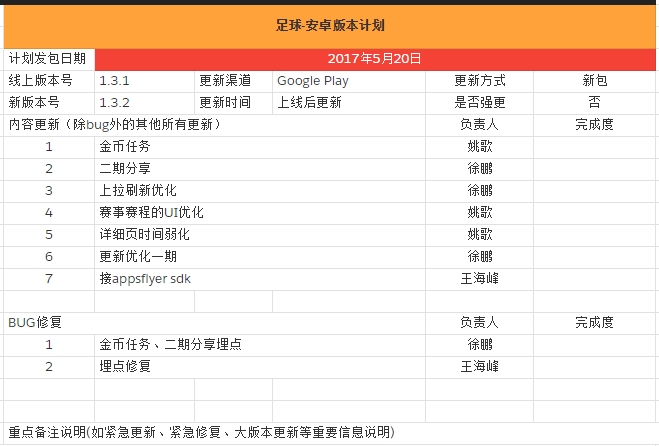 足球-安卓版本计划
计划发包日期 2017年5月20日
线上版本号 1.3.1 更新渠道 Google Play 更新方式 新包
新版本号 1.3.2 更新时间 上线后更新 是否强更 否
内容更新（除bug外的其他所有更新） 负责人 完成度
1 金币任务 姚歌
2 二期分享 徐鹏
3 上拉刷新优化 徐鹏
4 赛事赛程的UI优化 姚歌
5 详细页时间弱化 姚歌
6 更新优化一期 徐鹏
7 接appsflyer sdk 王海峰
BUG修复 负责人 完成度
1 金币任务、二期分享埋点 徐鹏
2 埋点修复 王海峰
重点备注说明(如紧急更新、紧急修复、大版本更新等重要信息说明)